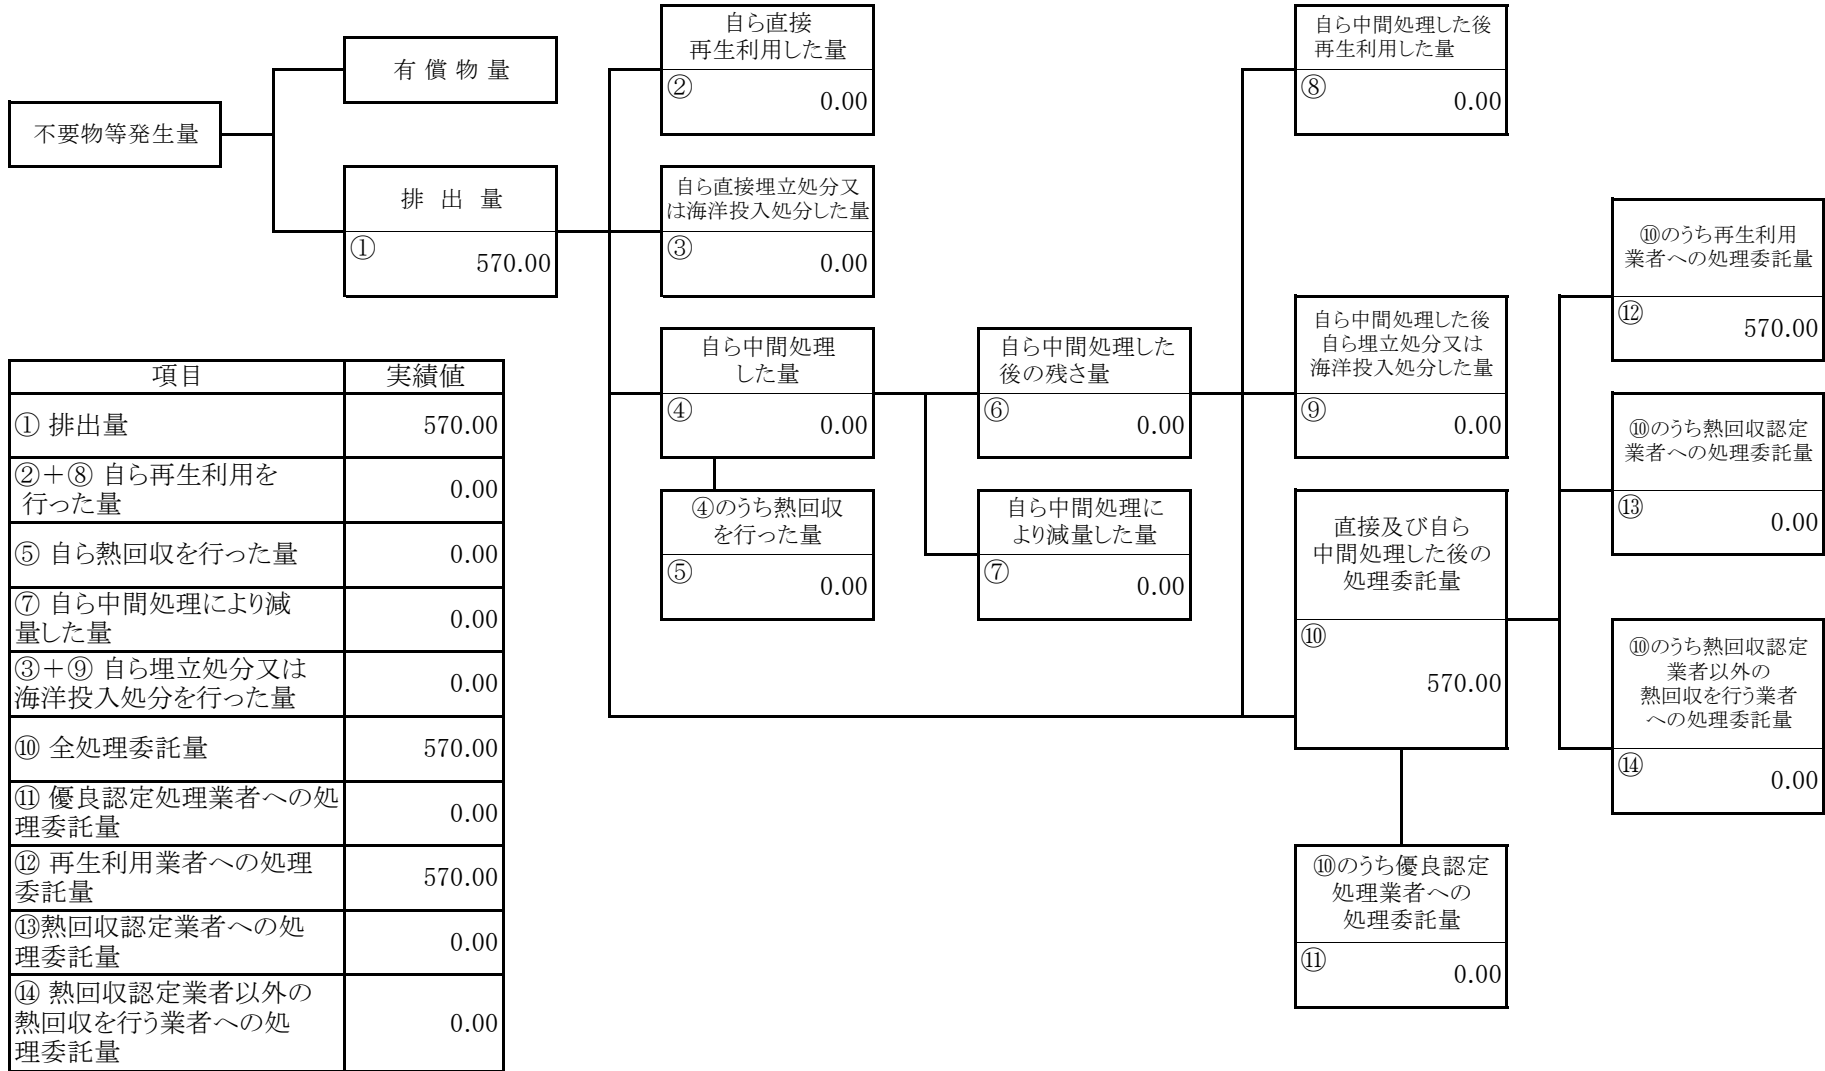 不要物等発生量
有 償 物 量
排 出 量
①
570.00
自ら直接
再生利用した量
②
0.00
自ら直接埋立処分又
は海洋投入処分した量
③
0.00
自ら中間処理
した量
④
0.00
④のうち熱回収
を行った量
⑤
0.00
自ら中間処理した
後の残さ量
⑥
0.00
自ら中間処理に
より減量した量
⑦
0.00
自ら中間処理した後
再生利用した量
⑧
0.00
自ら中間処理した後
自ら埋立処分又は
海洋投入処分した量
⑨
0.00
直接及び自ら
中間処理した後の
処理委託量
⑩
570.00
⑩のうち優良認定
処理業者への
処理委託量
⑪
0.00
⑩のうち再生利用
業者への処理委託量
⑫
570.00
⑩のうち熱回収認定
業者への処理委託量
⑬
0.00
⑩のうち熱回収認定
業者以外の
熱回収を行う業者
への処理委託量
⑭
0.00
項目 実績値
① 排出量 570.00
②＋⑧ 自ら再生利用を
行った量
0.00
⑤ 自ら熱回収を行った量 0.00
⑦ 自ら中間処理により減
量した量
0.00
③＋⑨ 自ら埋立処分又は
海洋投入処分を行った量
0.00
⑩ 全処理委託量 570.00
⑪ 優良認定処理業者への処
理委託量
0.00
⑫ 再生利用業者への処理
委託量
570.00
⑬熱回収認定業者への処
理委託量
0.00
⑭ 熱回収認定業者以外の
熱回収を行う業者への処
理委託量
0.00